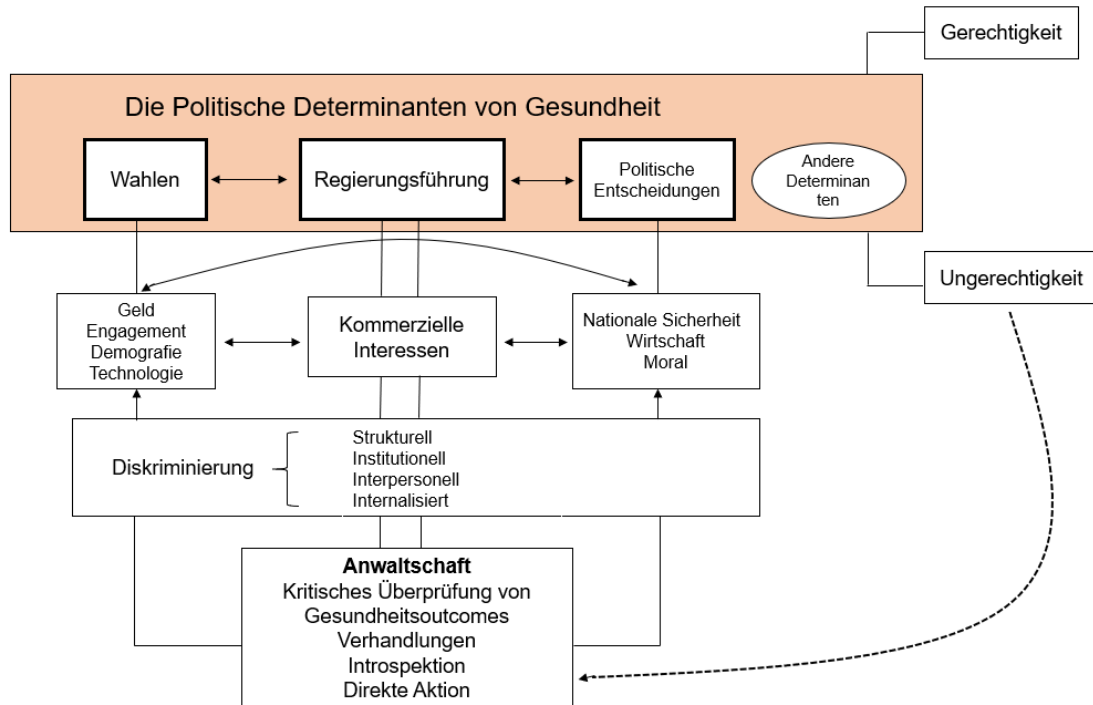 Gerechtigkeit
Die Politische Determinanten von Gesundheit
Wahlen
Regierungsführung
Politische
Entscheidungen
Andere
Determinan
ten
Ungerechtigkeit
Geld
Engagement
Demografie
Technologie
Kommerzielle
Interessen
Nationale Sicherheit
Wirtschaft
Moral
Diskriminierung
Strukturell
Institutionell
Interpersonell
Internalisiert
Anwaltschaft
Kritisches Überprüfung von
Gesundheitsoutcomes
Verhandlungen
Introspektion
Direkte Aktion